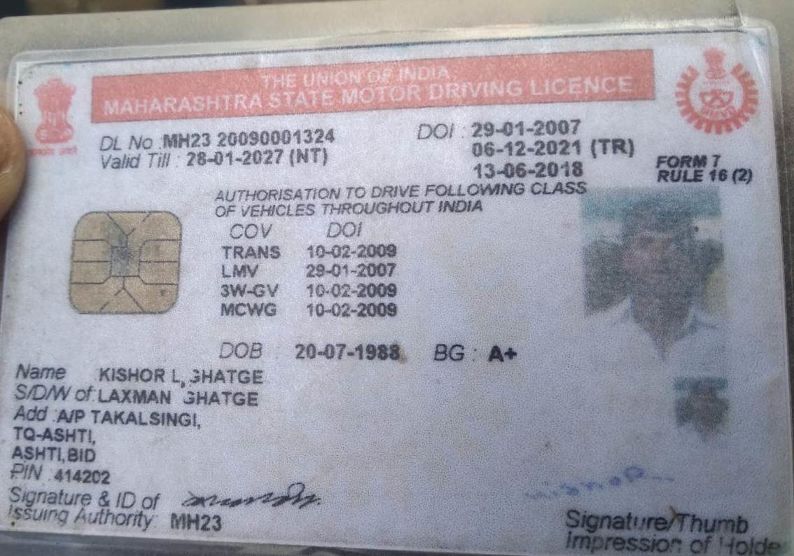 THE UNION OF INDIA
MAHARASHTRA STATE MOTOR DRIVING LICENCE
DL No : MH23 20090001324 DOI : 29-01-2007
Valid Till : 28-01-2027 (NT) 06-12-2021 (TR)
13-06-2018
FORM 7
RULE 16 (2)
AUTHORISATION TO DRIVE FOLLOWING CLASS
OF VEHICLES THROUGHOUT INDIA
COV DOI
TRANS 10-02-2009
LMV 29-01-2007
3W-GV 10-02-2009
MCWG 10-02-2009
DOB : 20-07-1988 BG : A+
Name KISHOR L, GHATGE
S/D/W of : LAXMAN GHATGE
Add : A/P TAKALSINGI,
TQ-ASHTI,
ASHTI,BID
PIN : 414202
Signature & ID of
Issuing Authority: MH23
Signature/Thumb
Impression of Holder